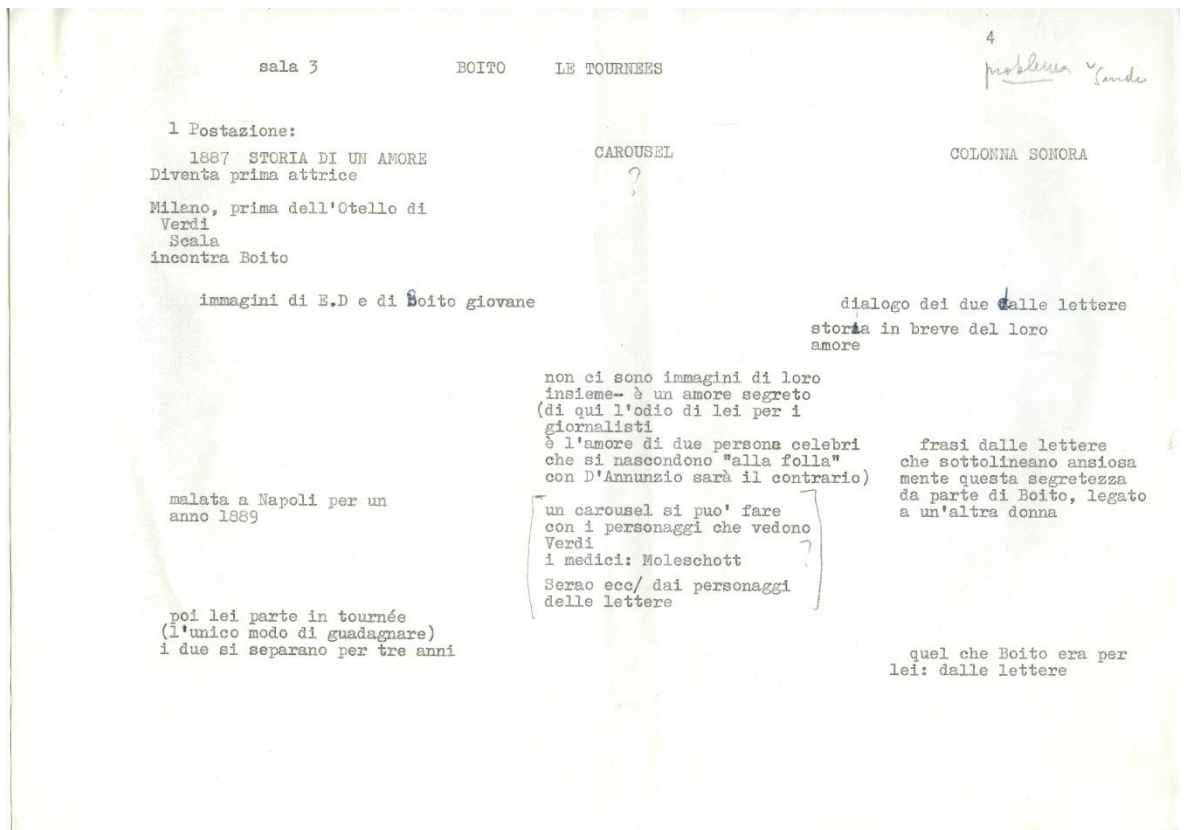 4
problema
sala 3 BOITO LE TOURNEES
1 Postazione:
1887 STORIA DI UN AMORE
Diventa prima attrice
Milano, prima dell'Otello di
Verdi
Scala
incontra Boito
immagini di E.D e di Boito giovane
malata a Napoli per un
anno 1889
poi lei parte in tournée
(l'unico modo di guadagnare)
i due si separano per tre anni
CAROUSEL
?
non ci sono immagini di loro
insieme- è un amore segreto
(di qui l'odio di lei per i
giornalisti
è l'amore di due persone celebri
che si nascondono "alla folla"
con D'Annunzio sarà il contrario)
[un carousel si puo' fare
con i personaggi che vedono
Verdi
i medici: Moleschott ?
Serao ecc/ dai personaggi
delle lettere]
COLONNA SONORA
dialogo dei due dalle lettere
storia in breve del loro
amore
frasi dalle lettere
che sottolineano ansiosa
mente questa segretezza
da parte di Boito, legato
a un'altra donna
quel che Boito era per
lei: dalle lettere